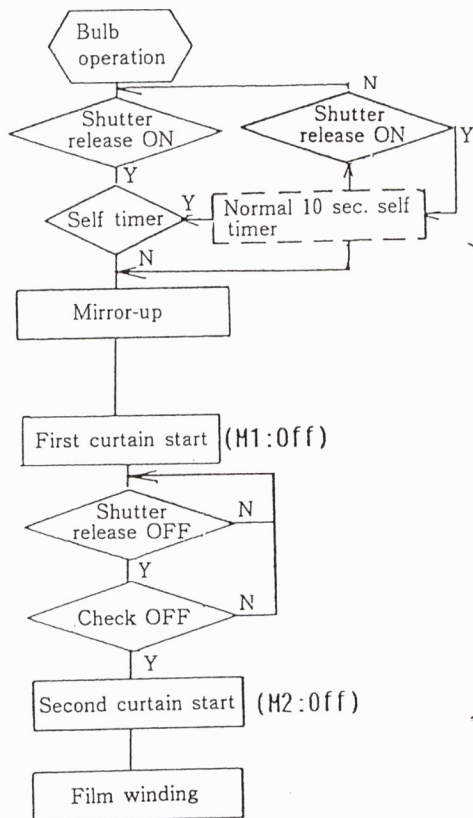 Bulb
operation
N
Shutter
release ON
Shutter
release ON
Y
Y
Self timer
Y
Normal 10 sec. self
timer
N
N
Mirror-up
First curtain start (M1:Off)
Shutter
release OFF
N
Y
Check OFF
N
Y
Second curtain start (M2:Off)
Film winding